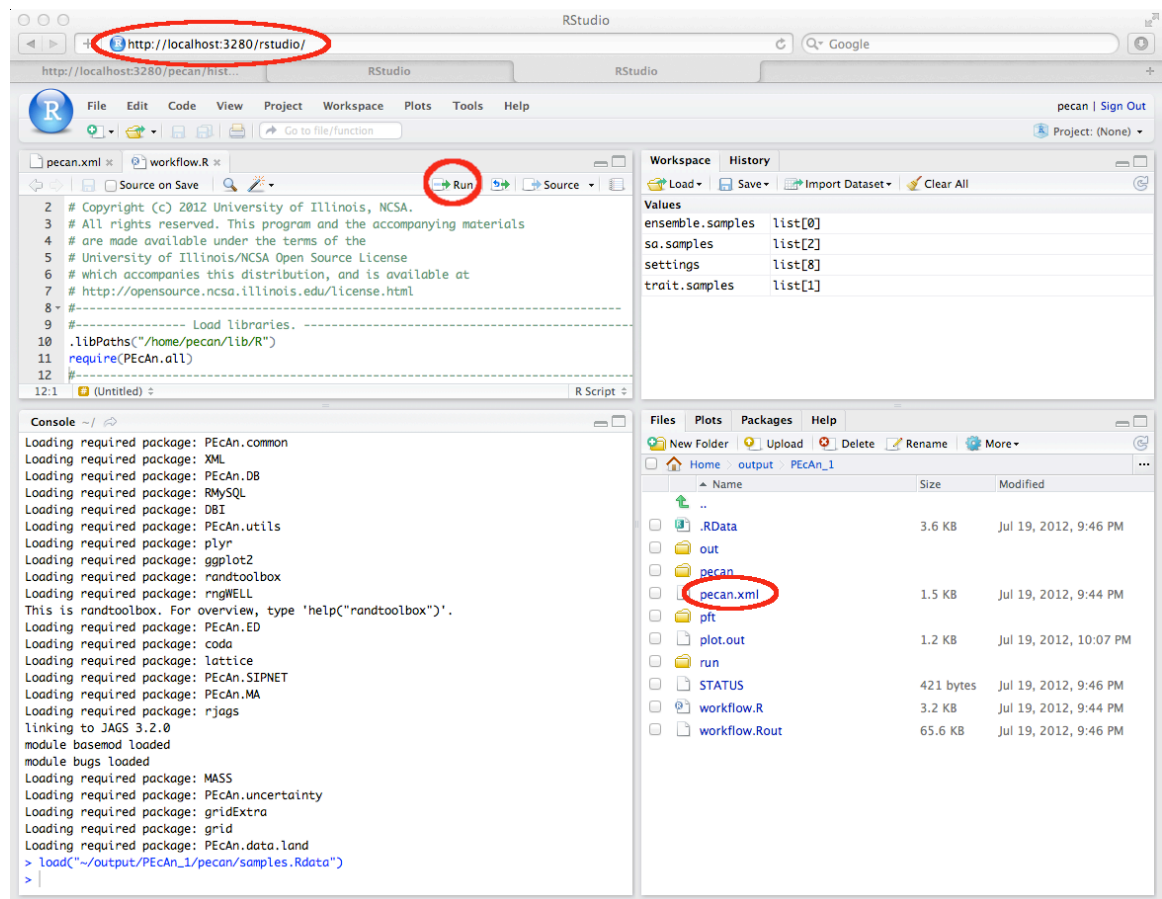 RStudio
http://localhost:3280/rstudio/
Google
http://localhost:3280/pecan/hist... RStudio RStudio
R File Edit Code View Project Workspace Plots Tools Help pecan | Sign Out
Go to file/function Project: (None)
pecan.xml workflow.R
Source on Save Run Source
2 # Copyright (c) 2012 University of Illinois, NCSA.
3 # All rights reserved. This program and the accompanying materials
4 # are made available under the terms of the
5 # University of Illinois/NCSA Open Source License
6 # which accompanies this distribution, and is available at
7 # http://opensource.ncsa.illinois.edu/license.html
8 #-------------------------------------------------------------------------------
9 #---------------- Load libraries. ------------------------------------------------
10 .libPaths("/home/pecan/lib/R")
11 require(PEcAn.all)
12 #---------------------------------------------------------------------------------
12:1 (Untitled) R Script
Workspace History
Load Save Import Dataset Clear All
Values
ensemble.samples list[0]
sa.samples list[2]
settings list[8]
trait.samples list[1]
Console ~/
Loading required package: PEcAn.common
Loading required package: XML
Loading required package: PEcAn.DB
Loading required package: RMySQL
Loading required package: DBI
Loading required package: PEcAn.utils
Loading required package: plyr
Loading required package: ggplot2
Loading required package: randtoolbox
Loading required package: rngWELL
This is randtoolbox. For overview, type 'help("randtoolbox")'.
Loading required package: PEcAn.ED
Loading required package: coda
Loading required package: lattice
Loading required package: PEcAn.SIPNET
Loading required package: PEcAn.MA
Loading required package: rjags
linking to JAGS 3.2.0
module basemod loaded
module bugs loaded
Loading required package: MASS
Loading required package: PEcAn.uncertainty
Loading required package: gridExtra
Loading required package: grid
Loading required package: PEcAn.data.land
> load("~/output/PEcAn_1/pecan/samples.Rdata")
>
Files Plots Packages Help
New Folder Upload Delete Rename More
Home output PEcAn_1 ...
Name Size Modified
..
.RData 3.6 KB Jul 19, 2012, 9:46 PM
out
pecan
pecan.xml 1.5 KB Jul 19, 2012, 9:44 PM
pft
plot.out 1.2 KB Jul 19, 2012, 10:07 PM
run
STATUS 421 bytes Jul 19, 2012, 9:46 PM
workflow.R 3.2 KB Jul 19, 2012, 9:44 PM
workflow.Rout 65.6 KB Jul 19, 2012, 9:46 PM